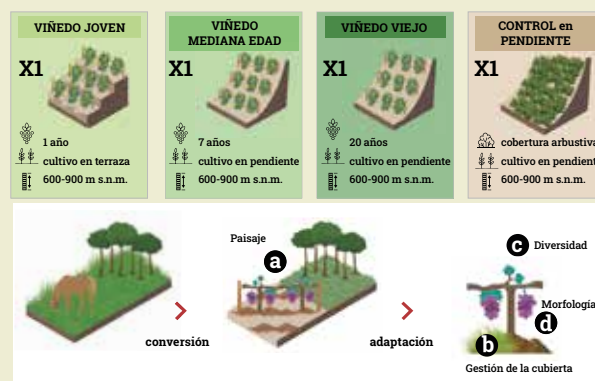 VIÑEDO JOVEN
X1
1 año
cultivo en terraza
600-900 m s.n.m.
VIÑEDO
MEDIANA EDAD
X1
7 años
cultivo en pendiente
600-900 m s.n.m.
VIÑEDO VIEJO
X1
20 años
cultivo en pendiente
600-900 m s.n.m.
CONTROL en
PENDIENTE
X1
cobertura arbustiva
cultivo en pendient
600-900 m s.n.m.
conversión
Paisaje
a
adaptación
c Diversidad
Morfología
d
b
Gestión de la cubierta